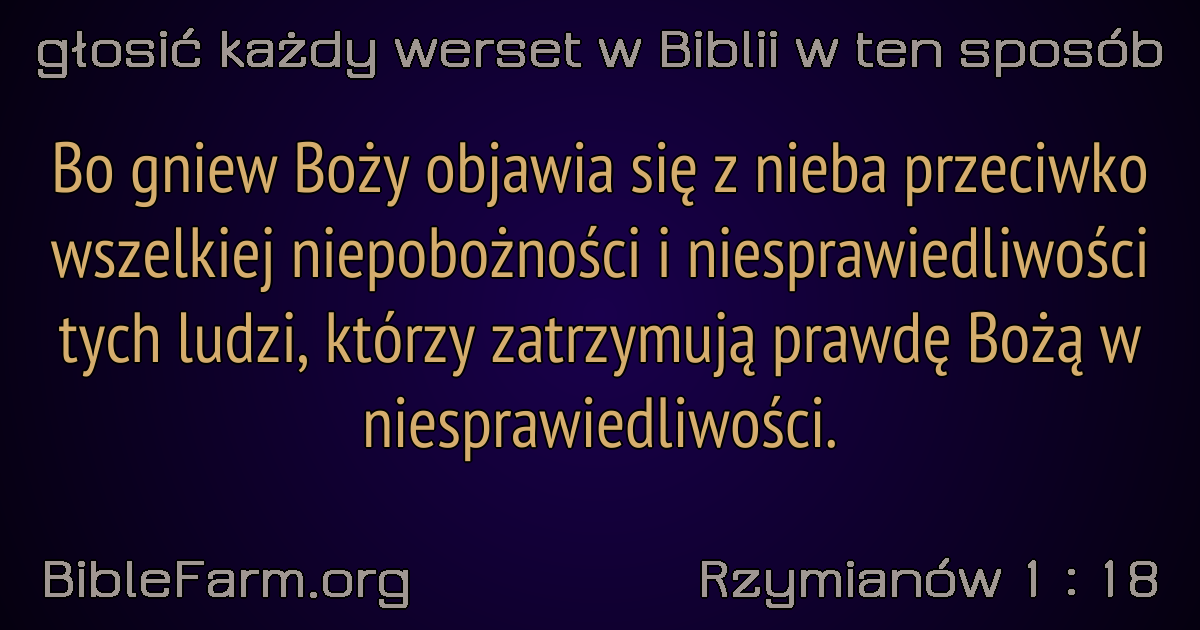 głosić każdy werset w Biblii w ten sposób
Bo gniew Boży objawia się z nieba przeciwko
wszelkiej niepobożności i niesprawiedliwości
tych ludzi, którzy zatrzymują prawdę Bożą w
niesprawiedliwości.
BibleFarm.org
Rzymianów 1 : 18